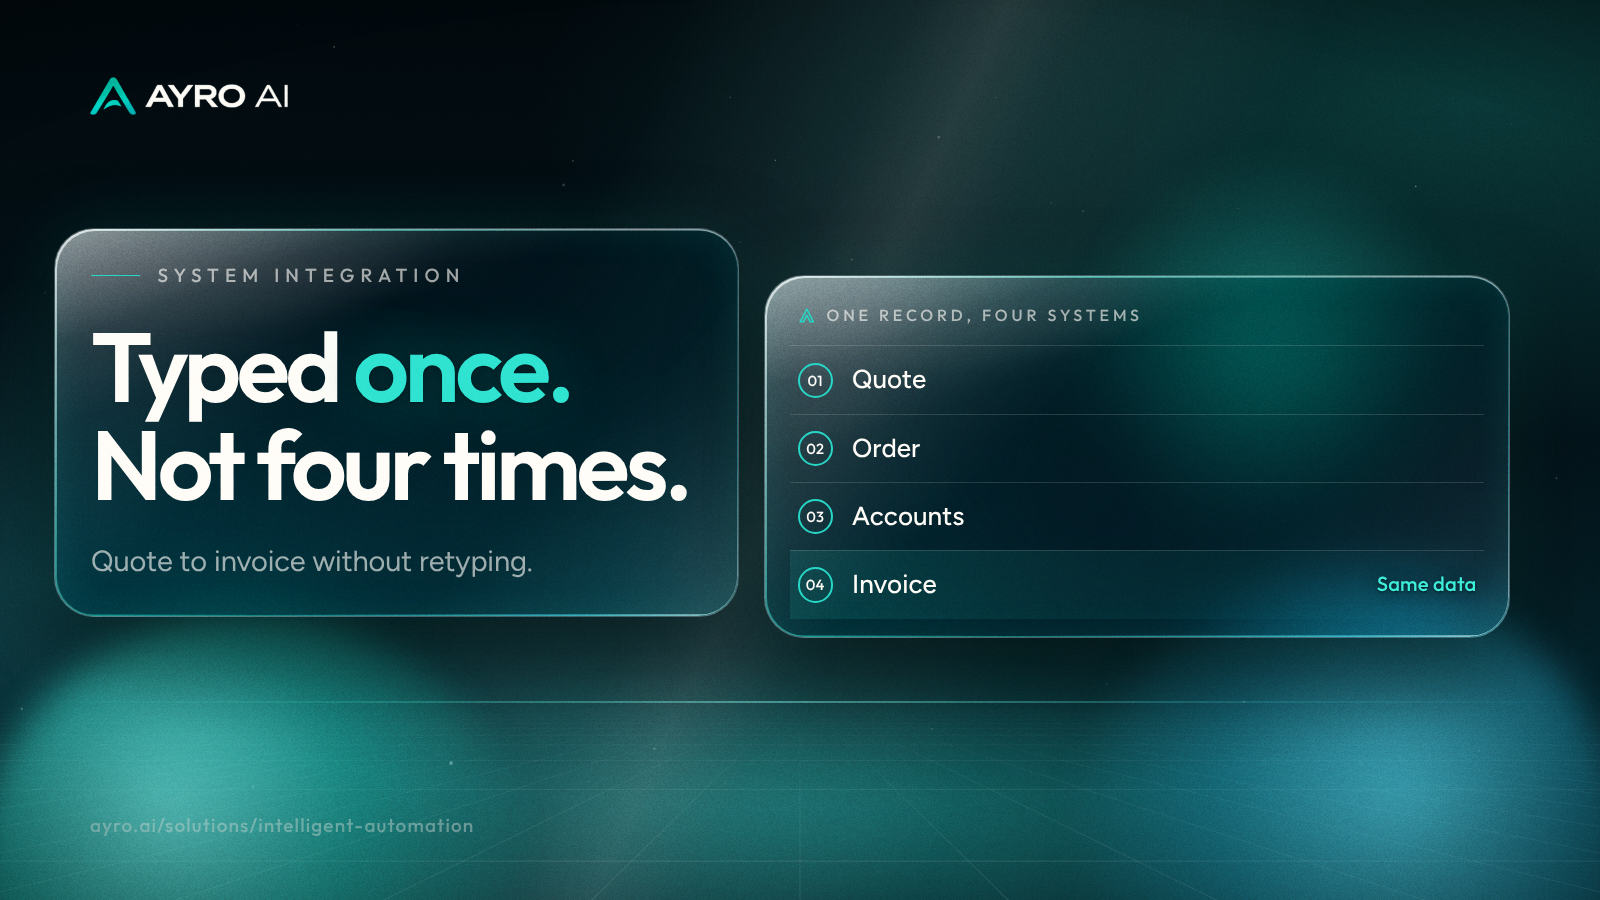 AYRO AI
SYSTEM INTEGRATION
Typed once.
Not four times.
Quote to invoice without retyping.
ONE RECORD, FOUR SYSTEMS
01 Quote
02 Order
03 Accounts
04 Invoice Same data
ayro.ai/solutions/intelligent-automation